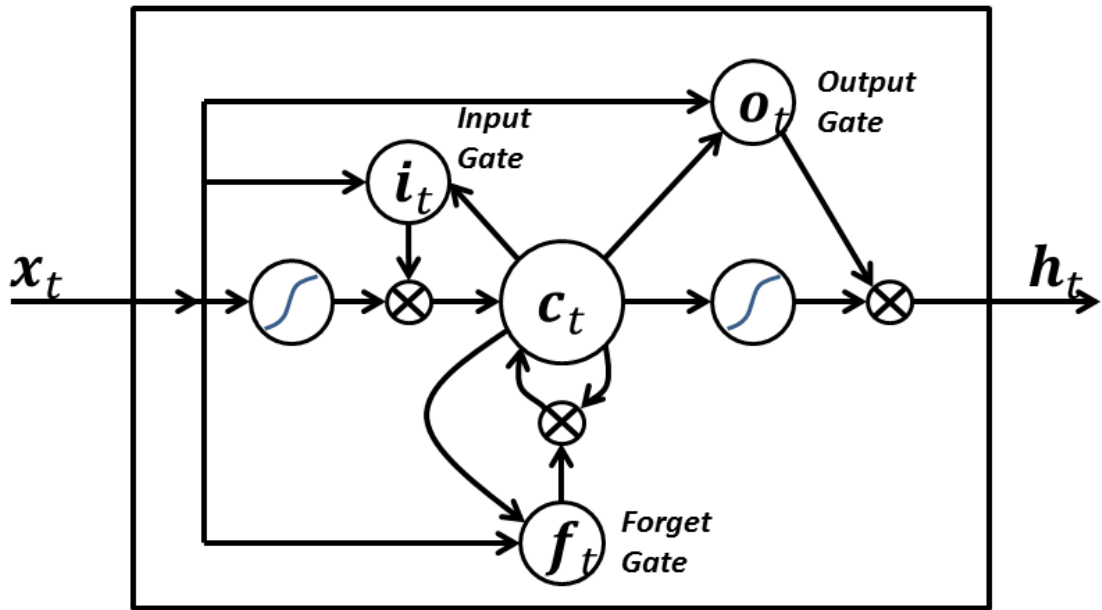 Output
Gate
o_t
Input
Gate
i_t
x_t
c_t
h_t
f_t
Forget
Gate